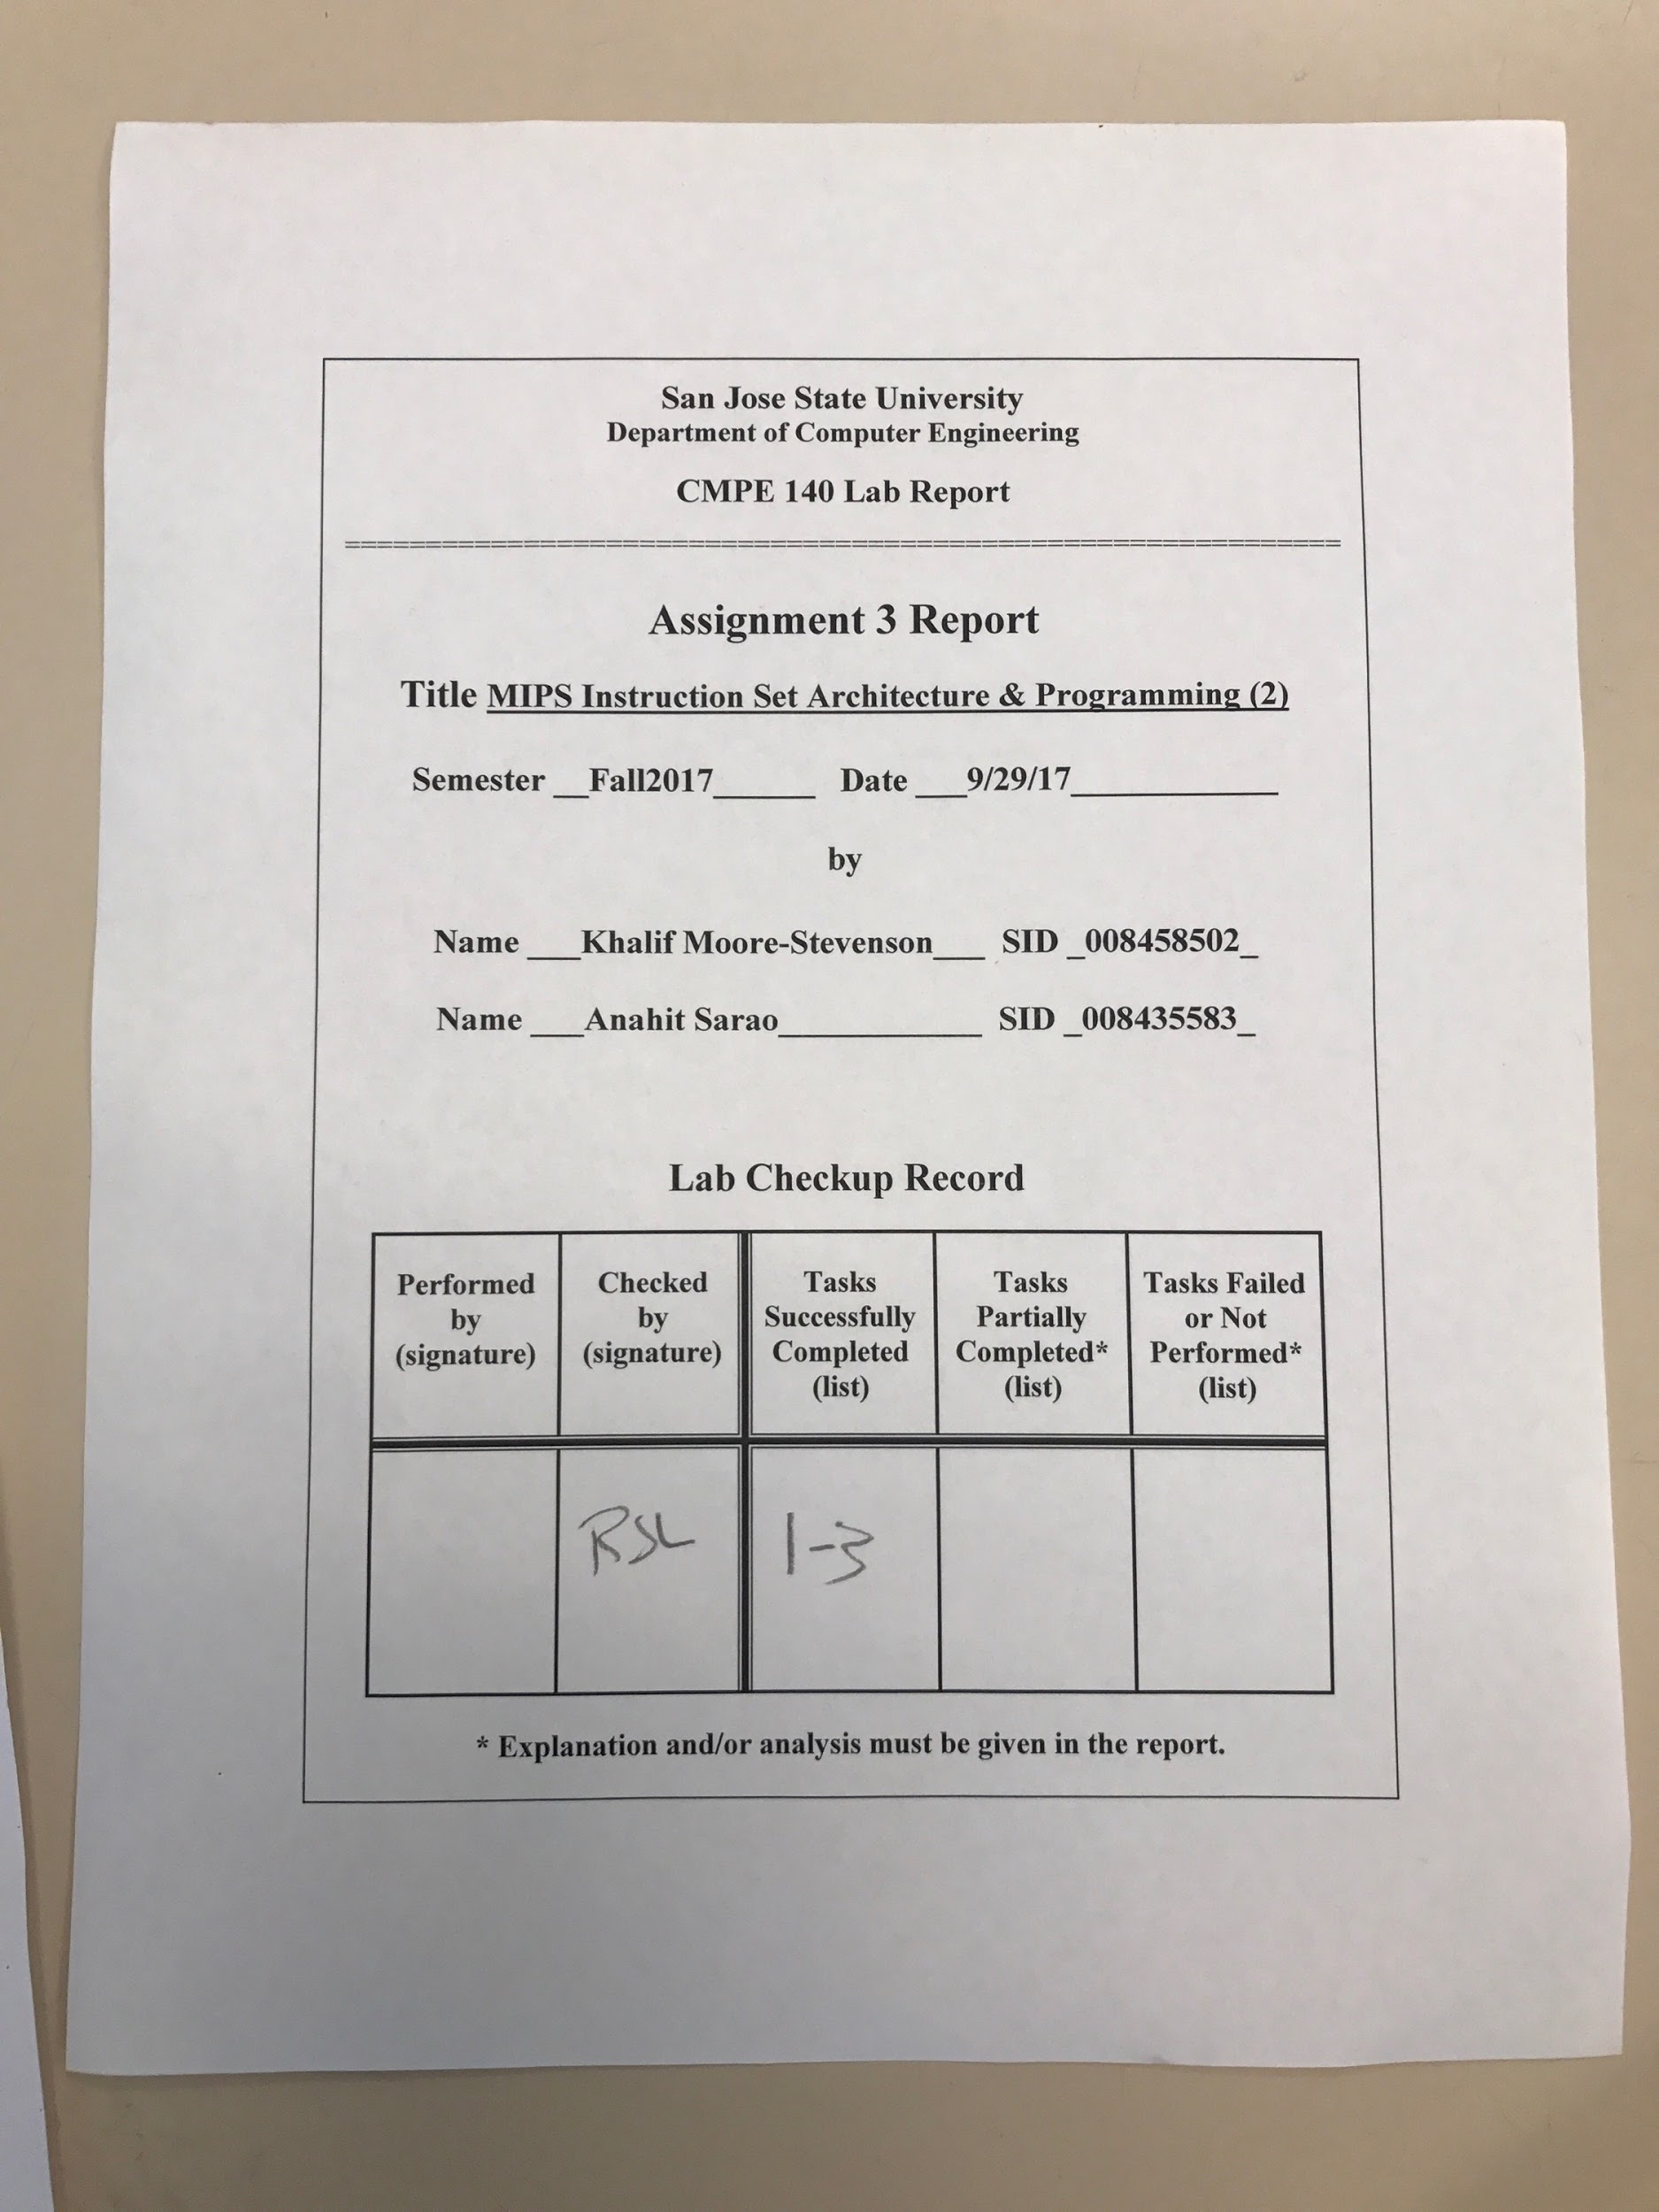 San Jose State University
Department of Computer Engineering
CMPE 140 Lab Report
Assignment 3 Report
Title MIPS Instruction Set Architecture & Programming (2)
Semester __Fall2017______ Date ___9/29/17____________
by
Name ___Khalif Moore-Stevenson___ SID _008458502_
Name ___Anahit Sarao____________ SID _008435583_
Lab Checkup Record
Performed
by
(signature)
Checked
by
(signature)
Tasks
Successfully
Completed
(list)
Tasks
Partially
Completed*
(list)
Tasks Failed
or Not
Performed*
(list)
RSL
1-3
* Explanation and/or analysis must be given in the report.